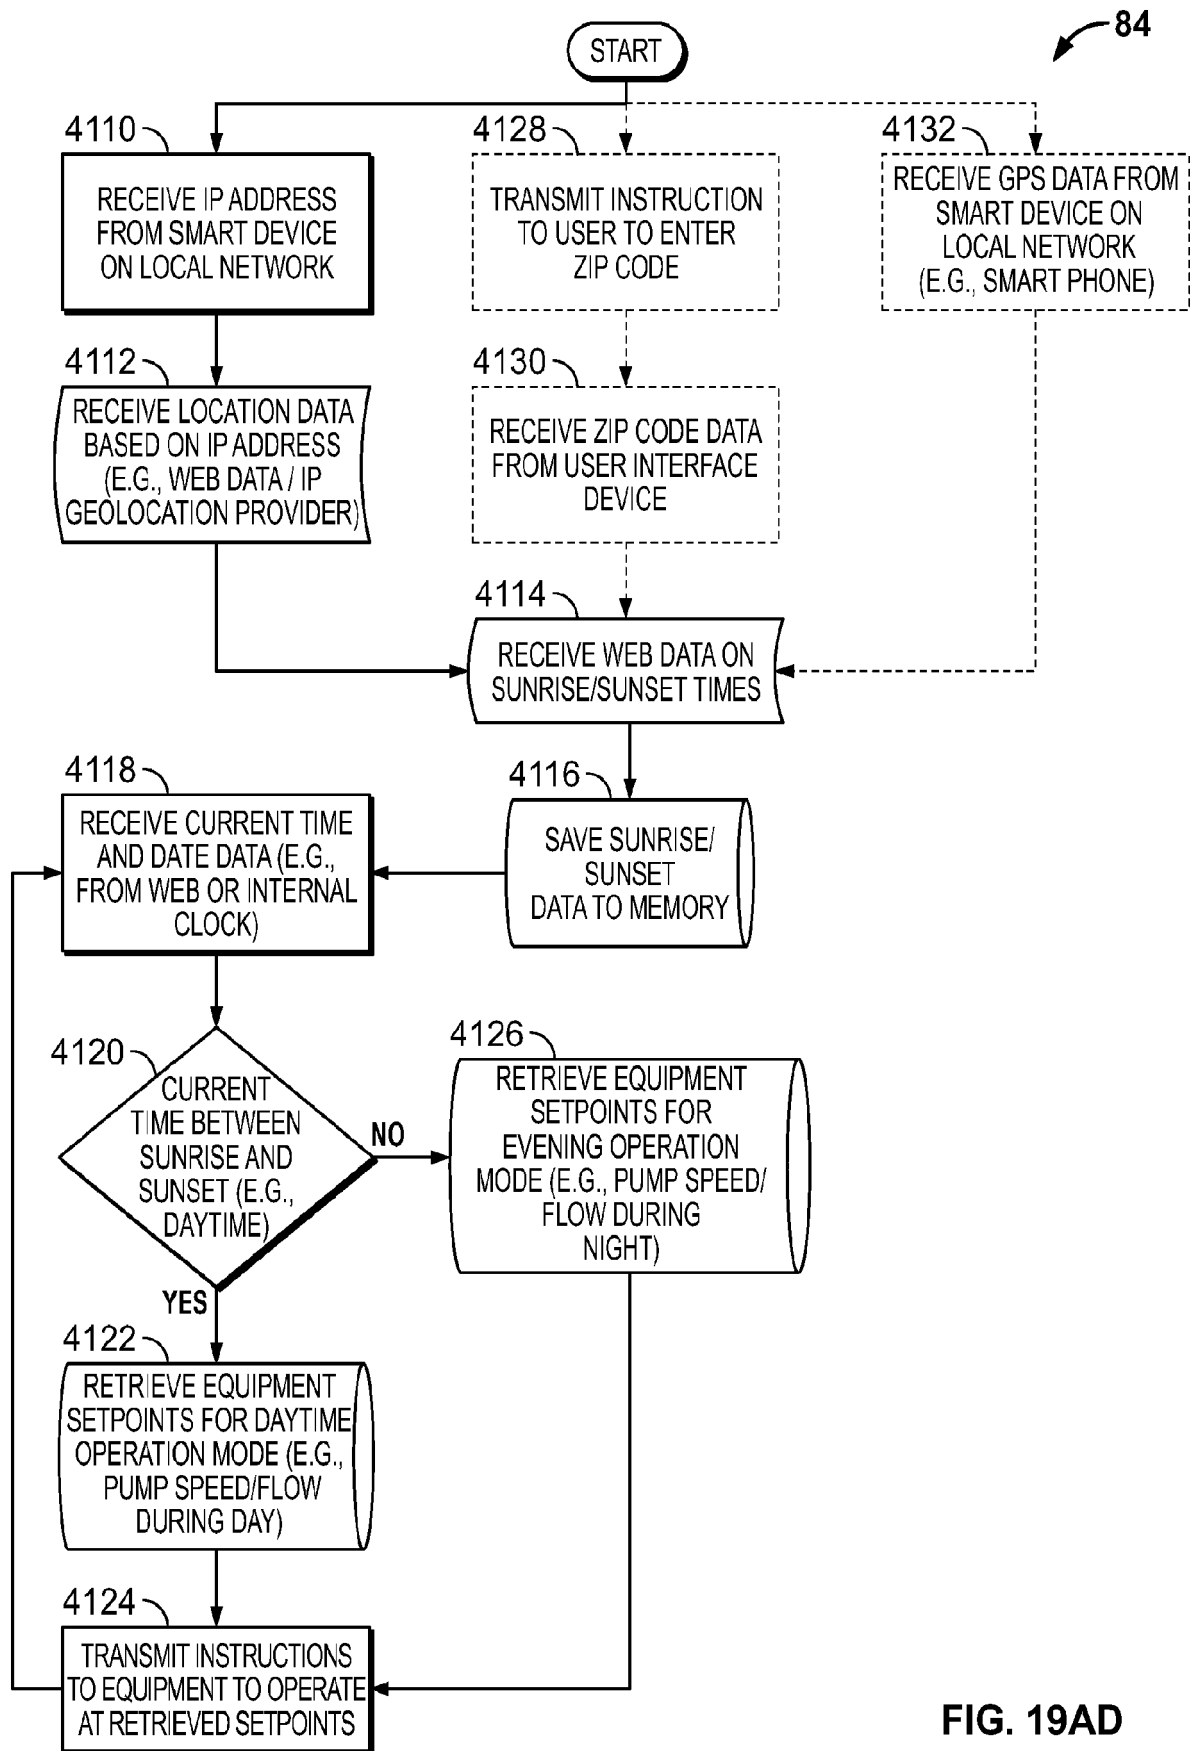 84
START
4110
RECEIVE IP ADDRESS
FROM SMART DEVICE
ON LOCAL NETWORK
4128
TRANSMIT INSTRUCTION
TO USER TO ENTER
ZIP CODE
4132
RECEIVE GPS DATA FROM
SMART DEVICE ON
LOCAL NETWORK
(E.G., SMART PHONE)
4112
RECEIVE LOCATION DATA
BASED ON IP ADDRESS
(E.G., WEB DATA / IP
GEOLOCATION PROVIDER)
4130
RECEIVE ZIP CODE DATA
FROM USER INTERFACE
DEVICE
4114
RECEIVE WEB DATA ON
SUNRISE/SUNSET TIMES
4116
SAVE SUNRISE/
SUNSET
DATA TO MEMORY
4118
RECEIVE CURRENT TIME
AND DATE DATA (E.G.,
FROM WEB OR INTERNAL
CLOCK)
4120
CURRENT
TIME BETWEEN
SUNRISE AND
SUNSET (E.G.,
DAYTIME)
NO
YES
4126
RETRIEVE EQUIPMENT
SETPOINTS FOR
EVENING OPERATION
MODE (E.G., PUMP SPEED/
FLOW DURING
NIGHT)
4122
RETRIEVE EQUIPMENT
SETPOINTS FOR DAYTIME
OPERATION MODE (E.G.,
PUMP SPEED/FLOW
DURING DAY)
4124
TRANSMIT INSTRUCTIONS
TO EQUIPMENT TO OPERATE
AT RETRIEVED SETPOINTS
FIG. 19AD